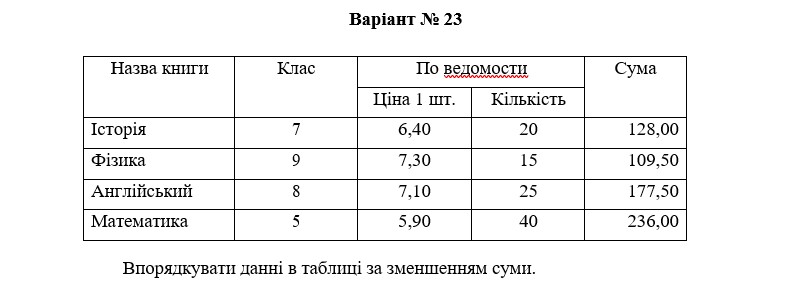 Варіант № 23
Назва книги Клас По ведомости Сума
Ціна 1 шт. Кількість
Історія 7 6,40 20 128,00
Фізика 9 7,30 15 109,50
Англійський 8 7,10 25 177,50
Математика 5 5,90 40 236,00
Впорядкувати данні в таблиці за зменшенням суми.